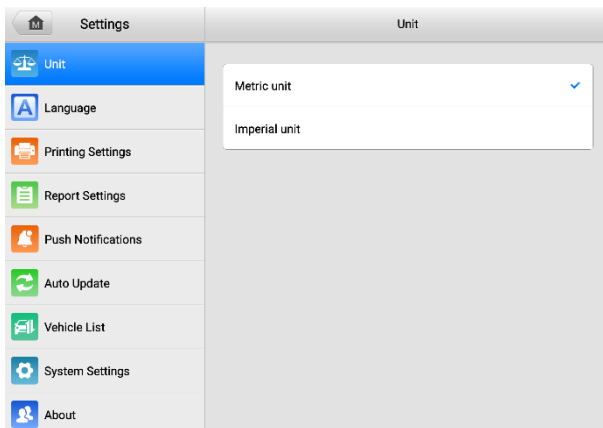 M
Settings
Unit
Unit
Metric unit
Imperial unit
A
Language
Printing Settings
Report Settings
Push Notifications
Auto Update
Vehicle List
System Settings
About